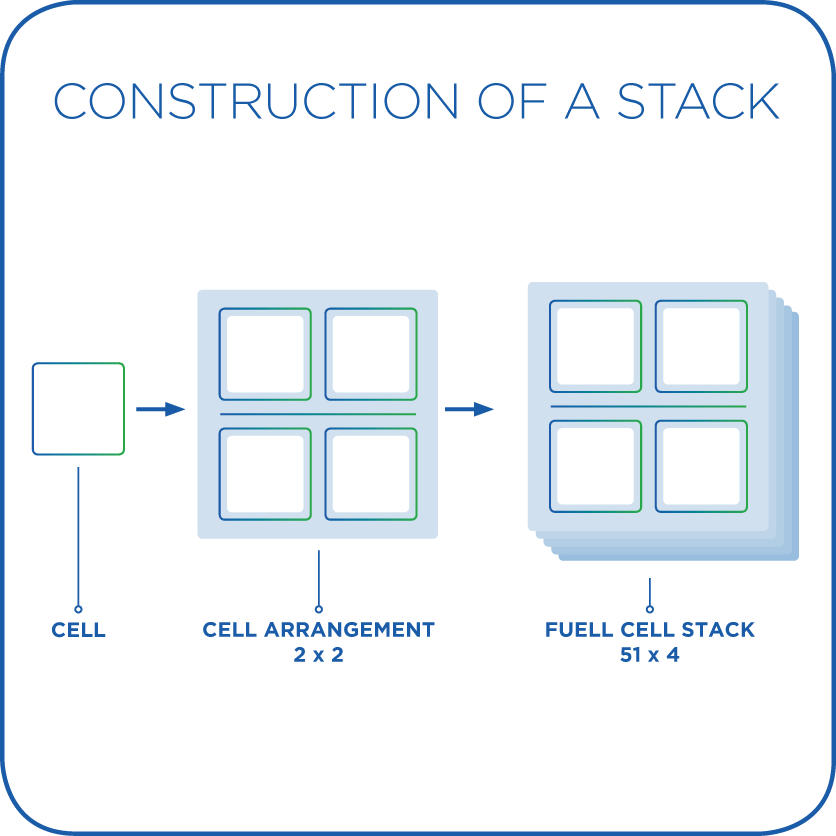 CONSTRUCTION OF A STACK
CELL
CELL ARRANGEMENT
2 x 2
FUELL CELL STACK
51 x 4